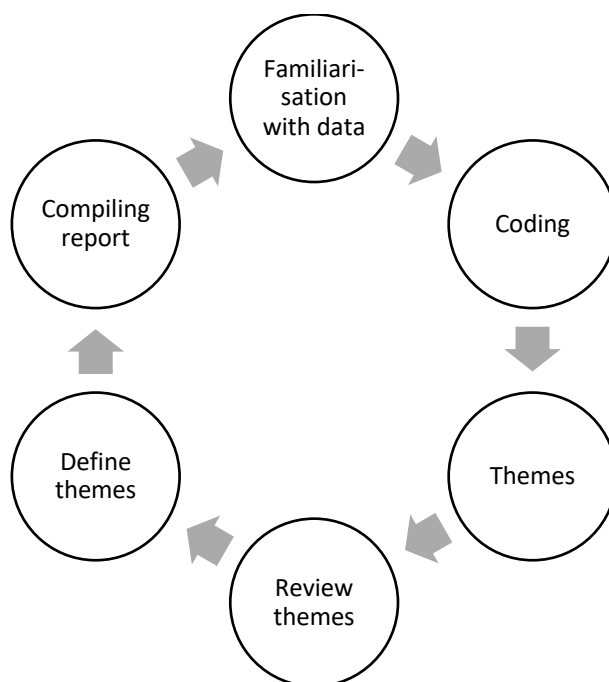 Familiari-
sation
with data
Coding
Themes
Review
themes
Define
themes
Compiling
report